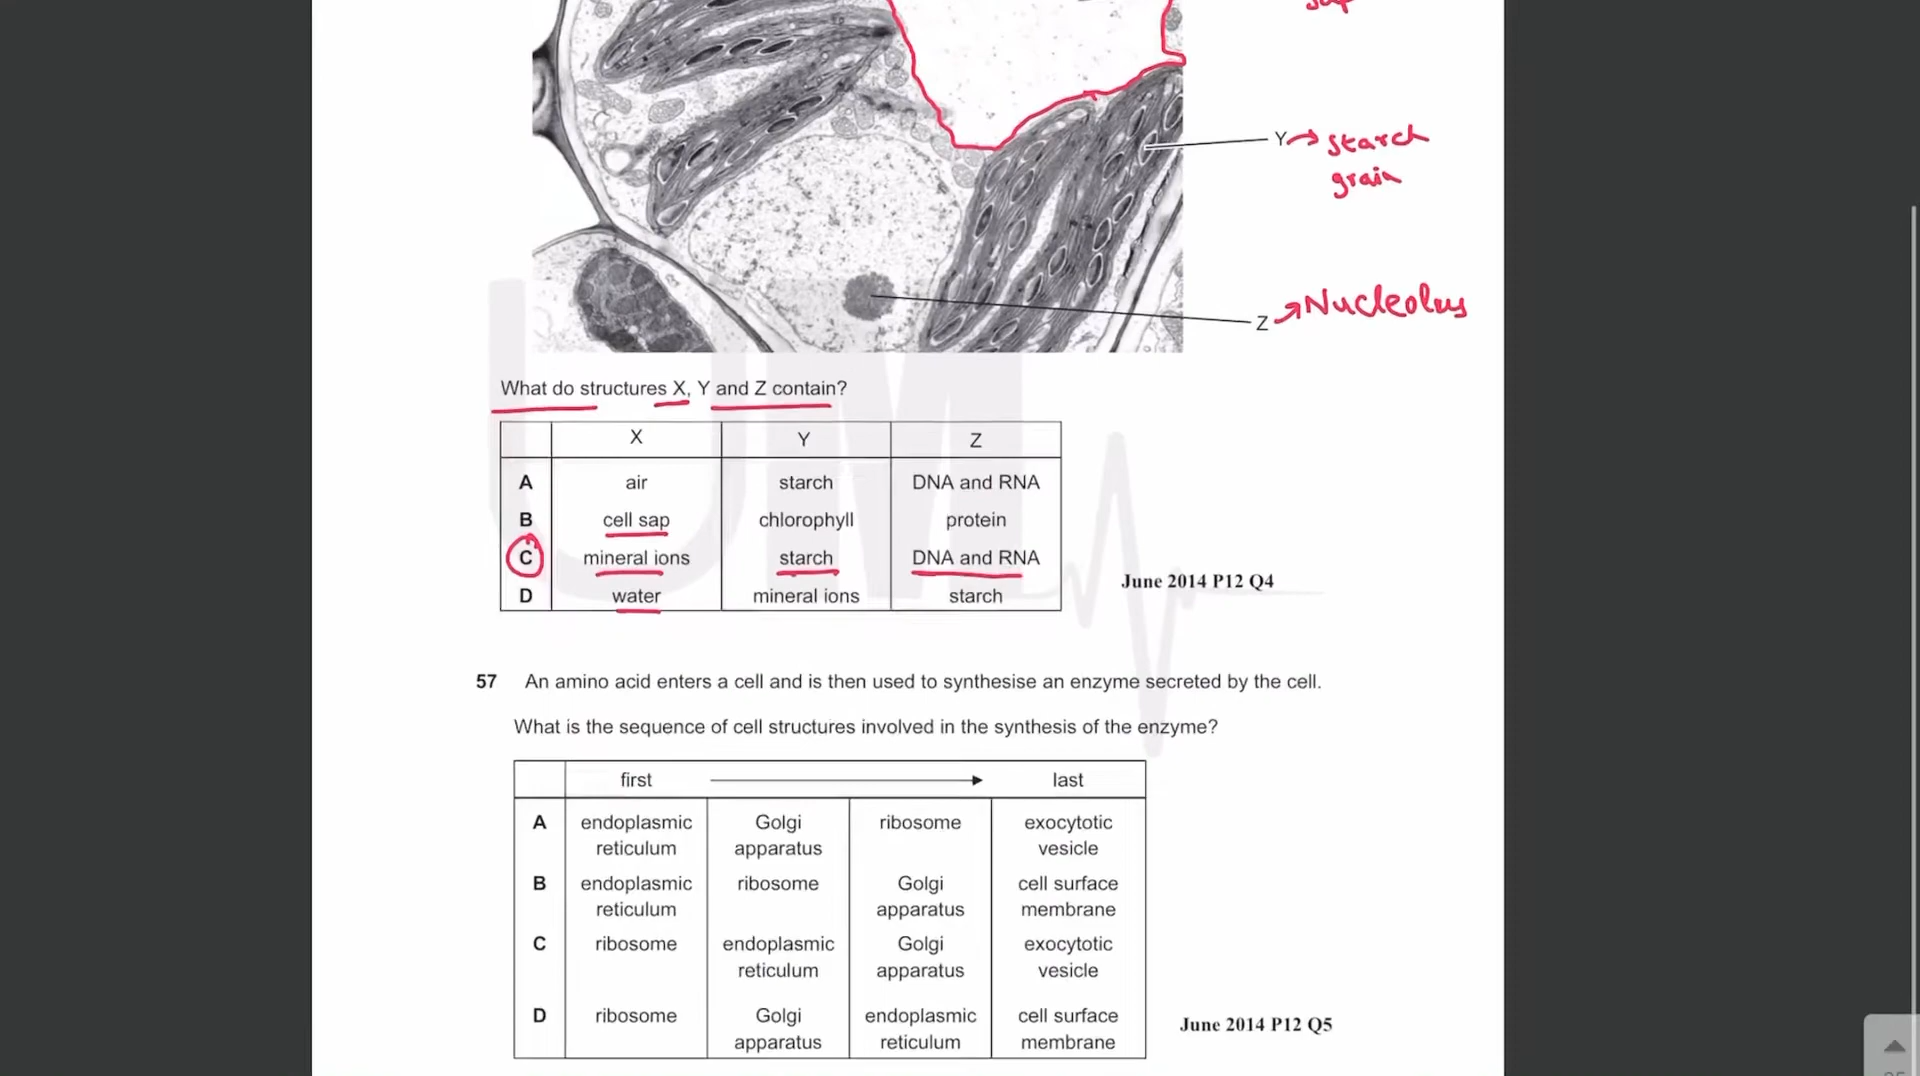 Y → starch
grain
Z → Nucleolus
What do structures X, Y and Z contain?
X Y Z
A air starch DNA and RNA
B cell sap chlorophyll protein
C mineral ions starch DNA and RNA
D water mineral ions starch
June 2014 P12 Q4
57 An amino acid enters a cell and is then used to synthesise an enzyme secreted by the cell.
What is the sequence of cell structures involved in the synthesis of the enzyme?
first last
A endoplasmic reticulum Golgi apparatus ribosome exocytotic vesicle
B endoplasmic reticulum ribosome Golgi apparatus cell surface membrane
C ribosome endoplasmic reticulum Golgi apparatus exocytotic vesicle
D ribosome Golgi apparatus endoplasmic reticulum cell surface membrane
June 2014 P12 Q5